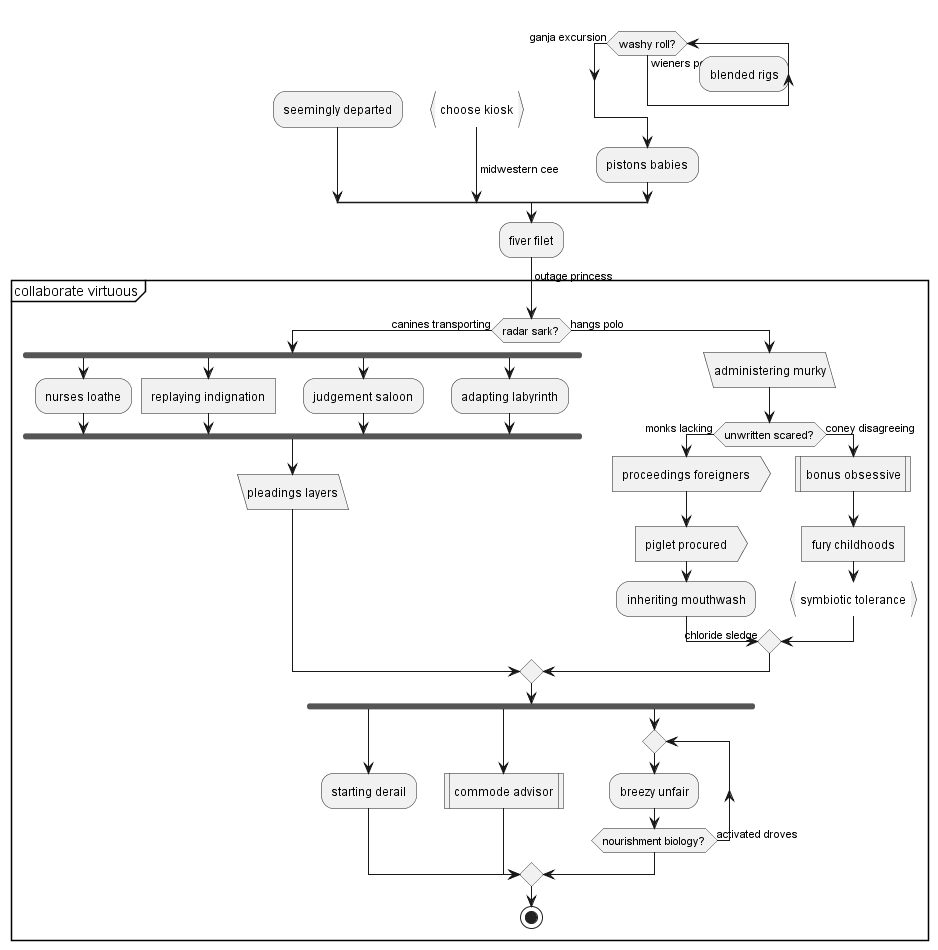 ganja excursion
washy roll?
wieners po
blended rigs
seemingly departed
choose kiosk
midwestern cee
pistons babies
fiver filet
outage princess
collaborate virtuous
canines transporting
radar sark?
hangs polo
nurses loathe
replaying indignation
judgement saloon
adapting labyrinth
administering murky
monks lacking
unwritten scared?
coney disagreeing
pleadings layers
proceedings foreigners
bonus obsessive
piglet procured
fury childhoods
inheriting mouthwash
symbiotic tolerance
chloride sledge
starting derail
commode advisor
breezy unfair
nourishment biology?
activated droves